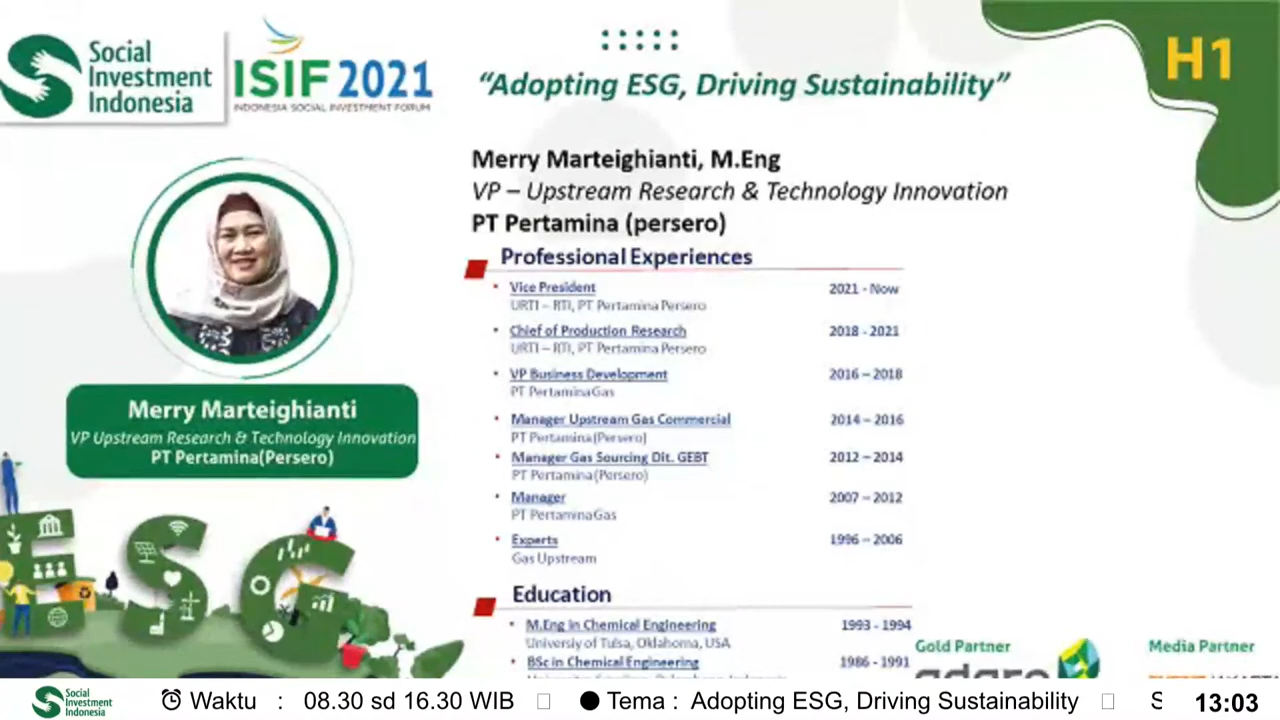 Social
Investment
Indonesia
ISIF 2021
INDONESIA SOCIAL INVESTMENT FORUM
“Adopting ESG, Driving Sustainability”
H1
Merry Marteighianti, M.Eng
VP – Upstream Research & Technology Innovation
PT Pertamina (persero)
Professional Experiences
• Vice President 2021 - Now
URTI – RTI, PT Pertamina Persero
• Chief of Production Research 2018 - 2021
URTI – RTI, PT Pertamina Persero
• VP Business Development 2016 – 2018
PT PertaminaGas
• Manager Upstream Gas Commercial 2014 – 2016
PT Pertamina(Persero)
• Manager Gas Sourcing Dit. GEBT 2012 – 2014
PT Pertamina(Persero)
• Manager 2007 – 2012
PT PertaminaGas
• Experts 1996 – 2006
Gas Upstream
Education
• M.Eng in Chemical Engineering 1993 - 1994
Universiy of Tulsa, Oklahoma, USA
• BSc in Chemical Engineering 1986 - 1991
Merry Marteighianti
VP Upstream Research & Technology Innovation
PT Pertamina(Persero)
ESG
Gold Partner
adaro
Media Partner
Social
Investment
Indonesia
Waktu : 08.30 sd 16.30 WIB
Tema : Adopting ESG, Driving Sustainability
S
13:03